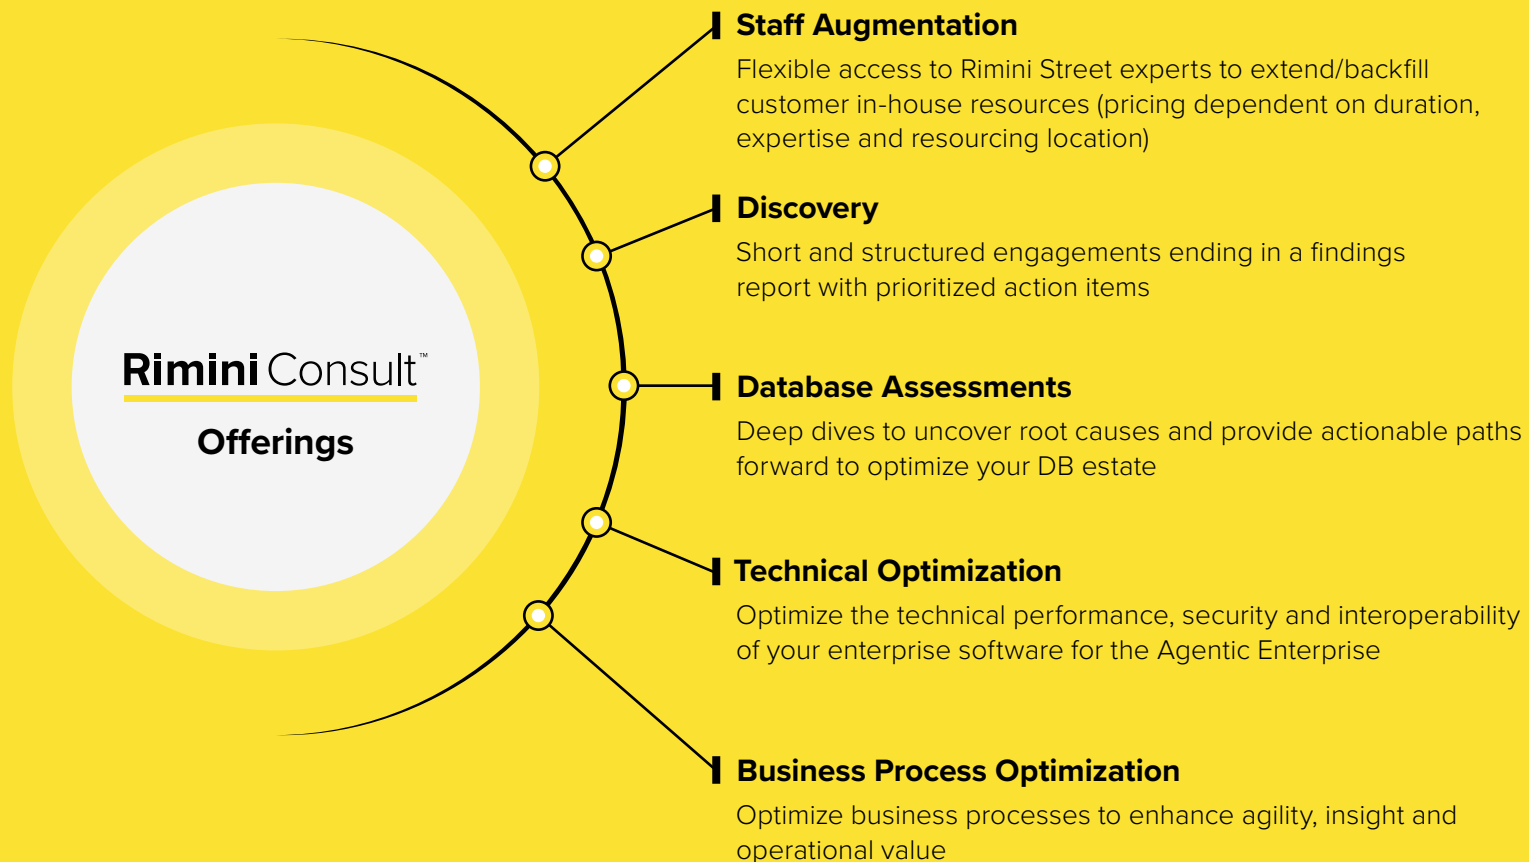 Rimini Consult™
Offerings
Staff Augmentation
Flexible access to Rimini Street experts to extend/backfill
customer in-house resources (pricing dependent on duration,
expertise and resourcing location)
Discovery
Short and structured engagements ending in a findings
report with prioritized action items
Database Assessments
Deep dives to uncover root causes and provide actionable paths
forward to optimize your DB estate
Technical Optimization
Optimize the technical performance, security and interoperability
of your enterprise software for the Agentic Enterprise
Business Process Optimization
Optimize business processes to enhance agility, insight and
operational value